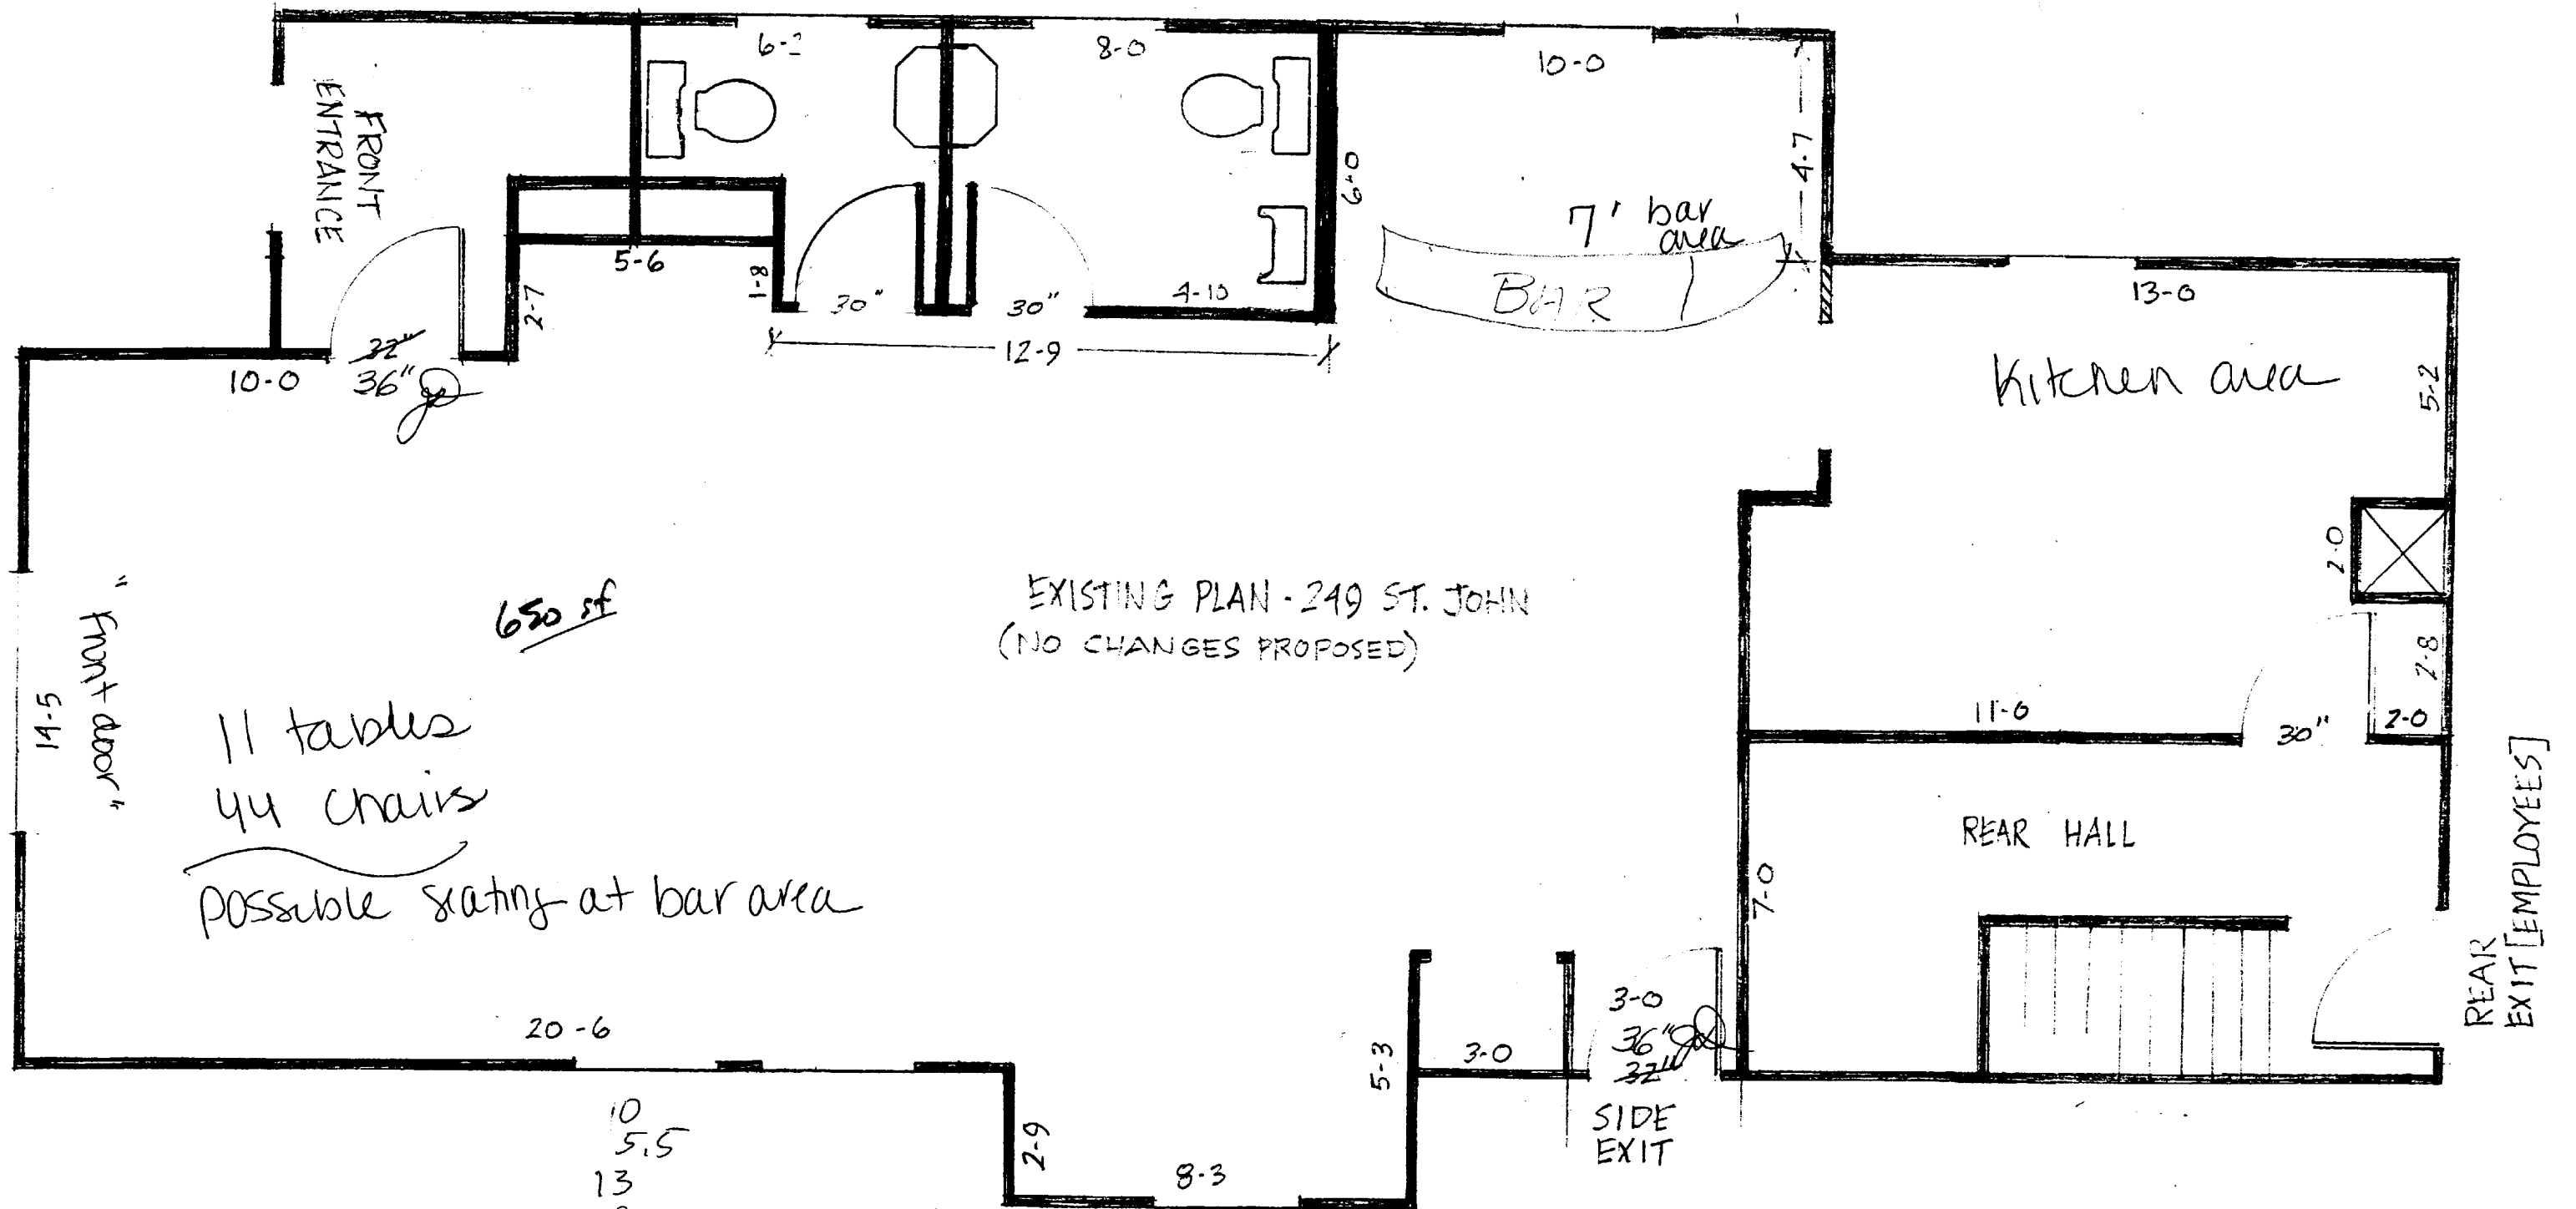 FRONT
ENTRANCE
8-0
10-0
6-0
4-7
7' bar
area
BAR
5-6
2-7
1-8
30"
30"
4-10
12-9
13-0
10-0
32"
36"
Kitchen area
5-2
2-0
2-8
11-0
30"
2-0
650 sf
EXISTING PLAN - 249 ST. JOHN
(NO CHANGES PROPOSED)
"Front door"
14-5
11 tables
44 chairs
possible seating at bar area
REAR HALL
7-0
REAR
EXIT [EMPLOYEES]
20-6
5-3
3-0
3-0
36"
32"
SIDE
EXIT
2-9
8-3
10
5.5
13